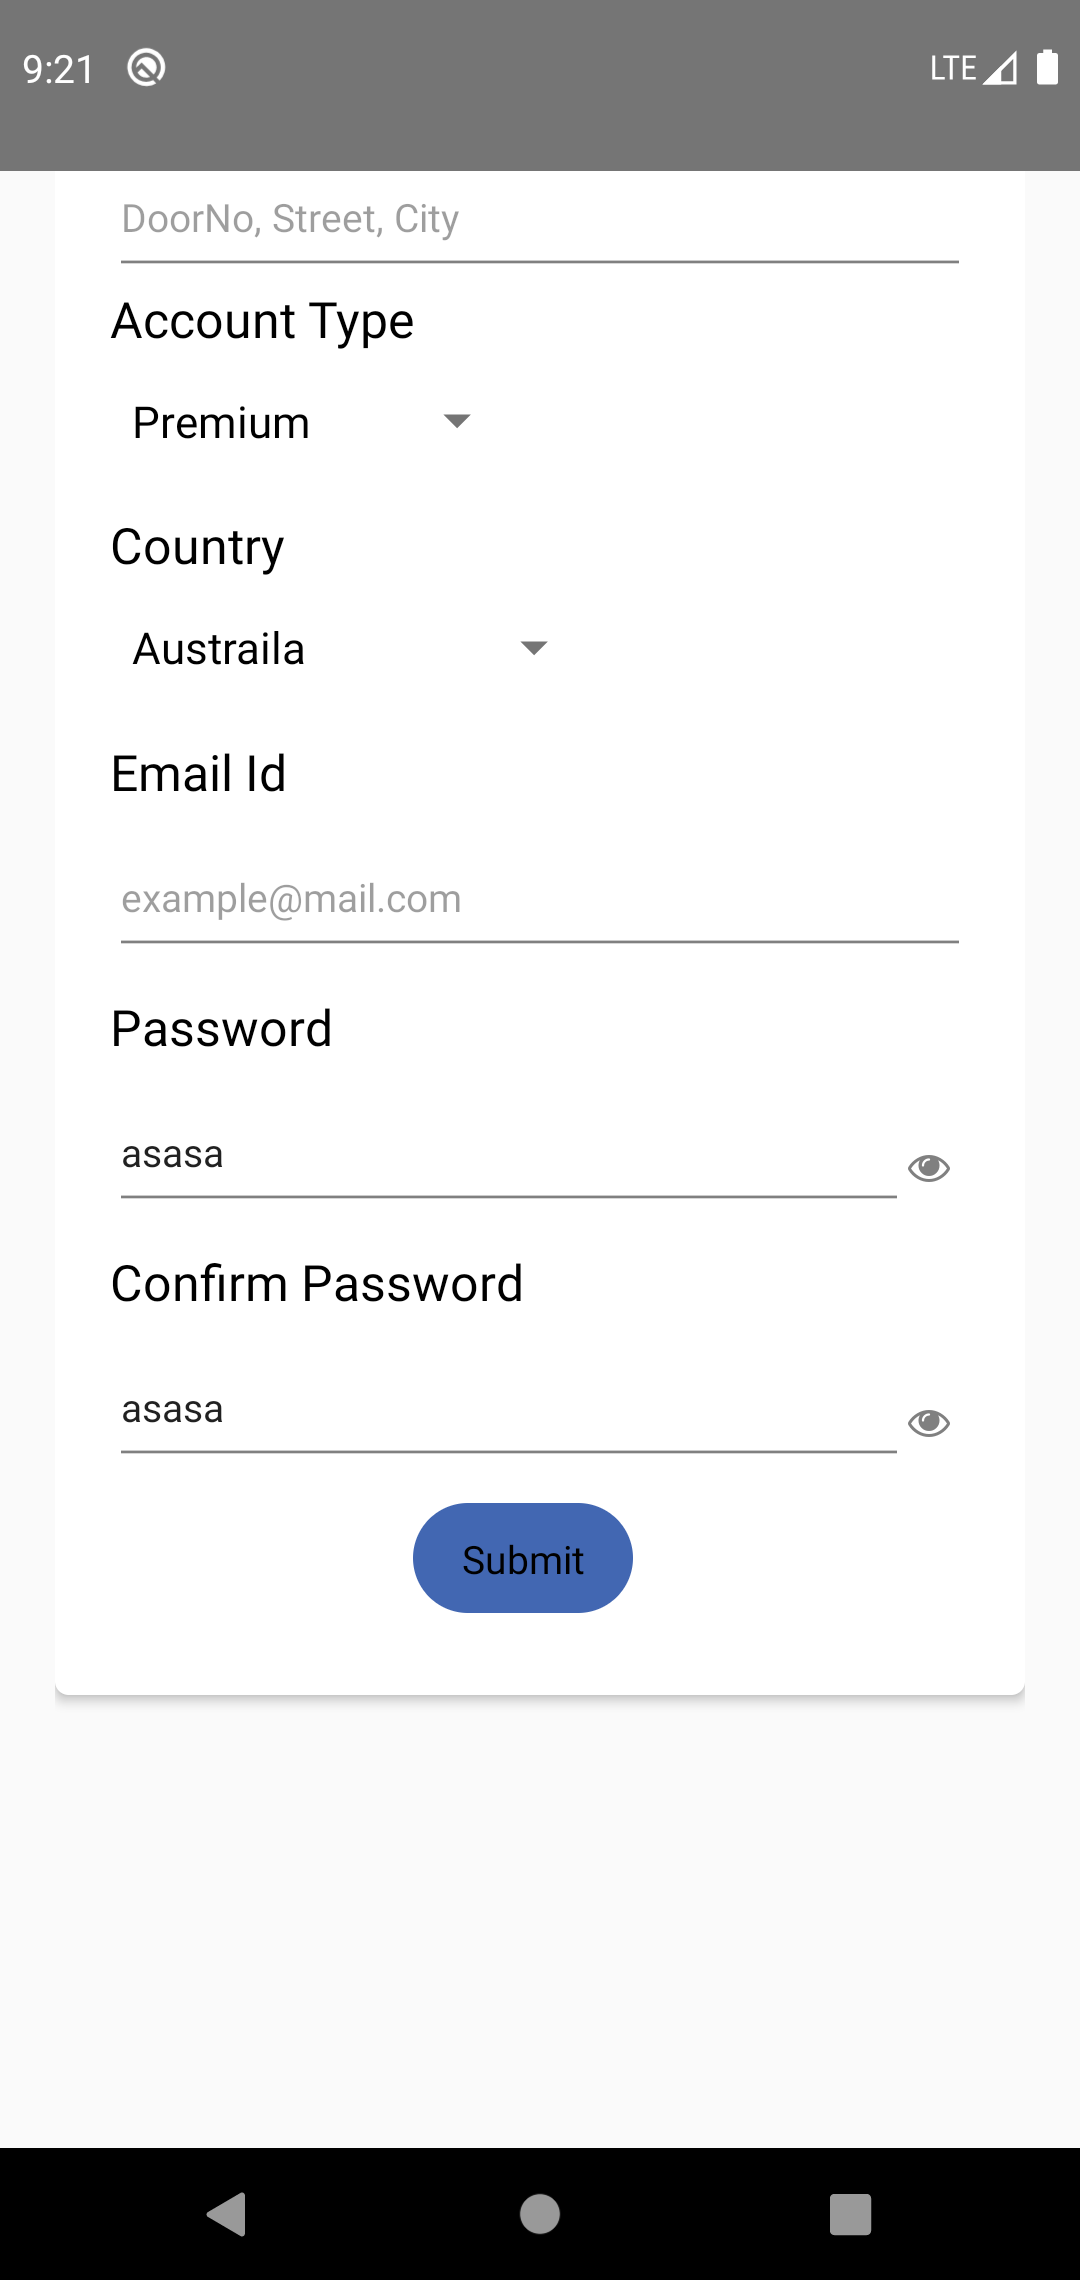 9:21
LTE
DoorNo, Street, City
Account Type
Premium
Country
Austraila
Email Id
example@mail.com
Password
asasa
Confirm Password
asasa
Submit